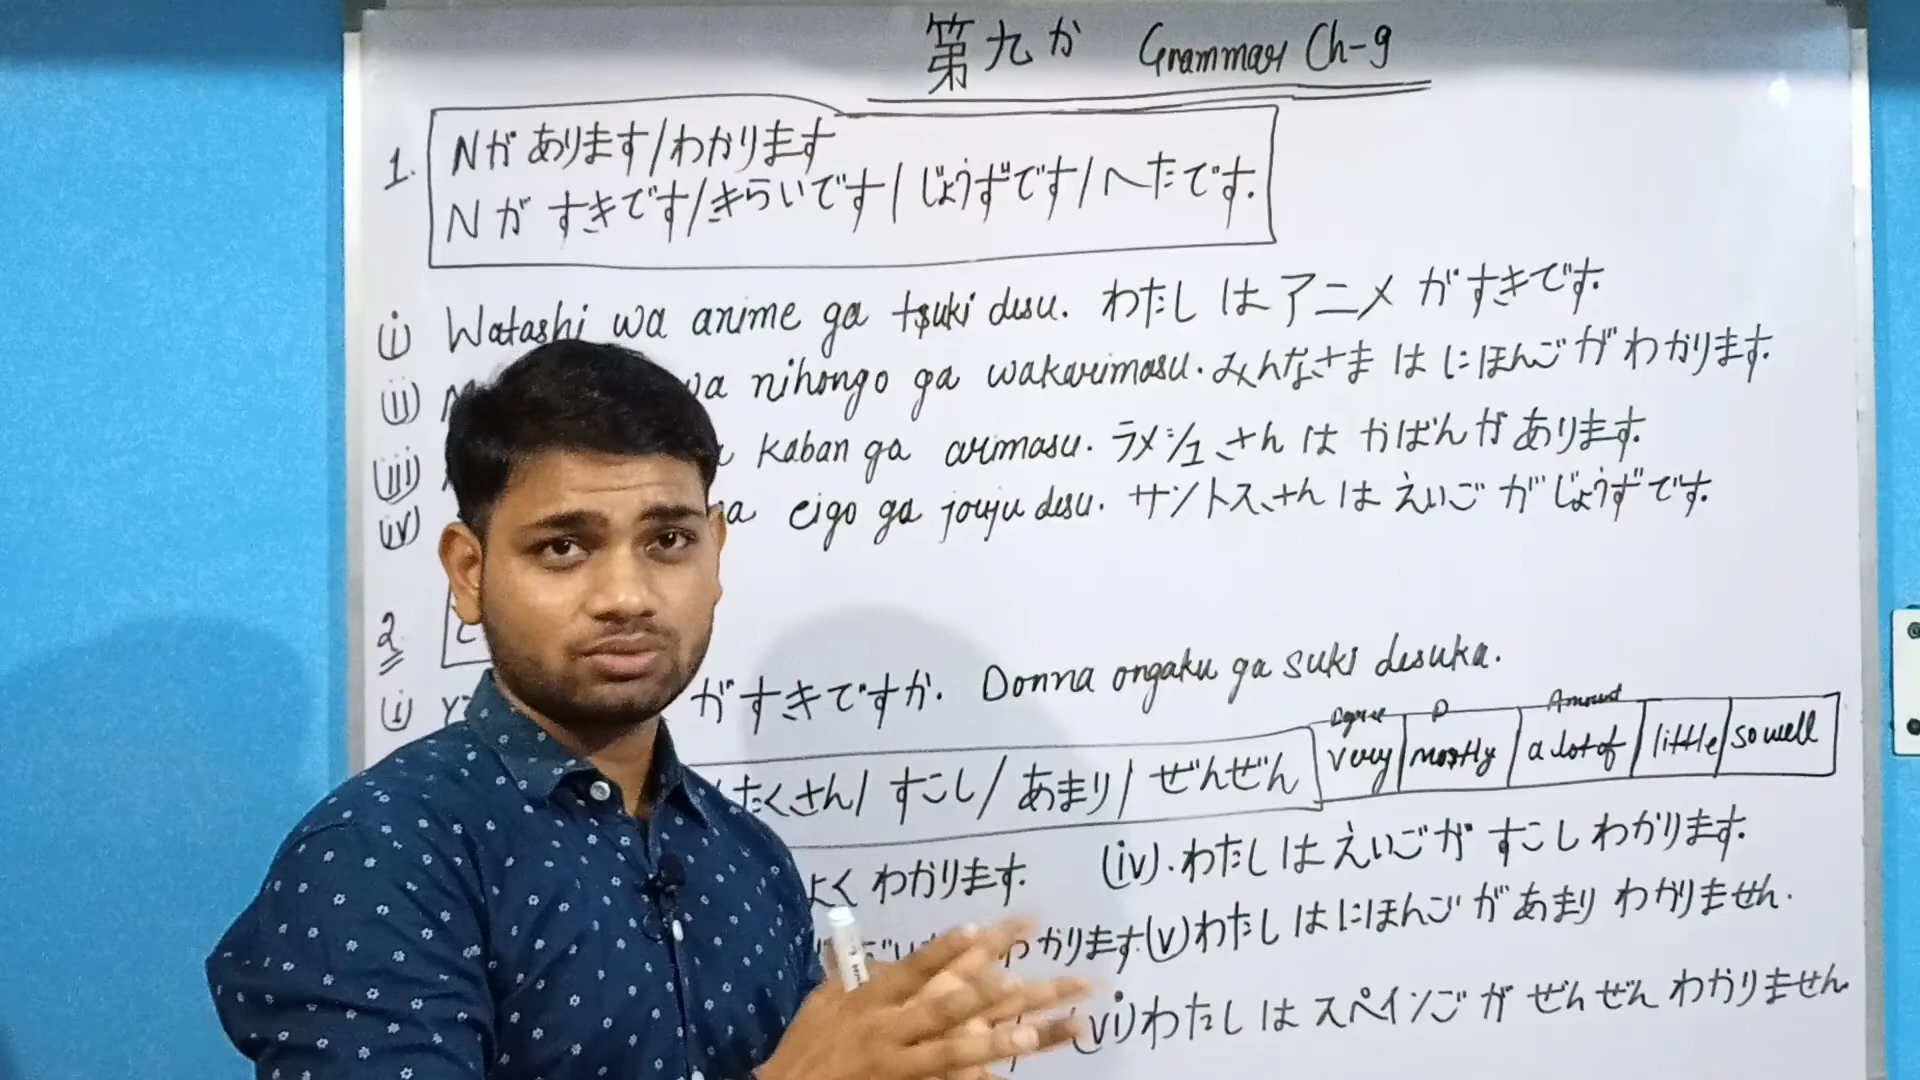 第九か Grammar Ch-9
1. Nが あります/わかります
Nが すきです/きらいです/じょうずです/へたです.
(i) Watashi wa anime ga tsuki desu. わたし は アニメ が すきです.
(ii) wa nihongo ga wakarimasu. みんなさま は にほんご が わかります.
(iii) kaban ga arimasu. ラメシュ さん は かばん が あります.
(iv) eigo ga jouju desu. サントスさん は えいご が じょうず です.
2
(i) が すき ですか. Donna ongaku ga suki desuka.
Degree D Amount
たくさん/ すこし/ あまり/ ぜんぜん very mostly a lot of little so well
よく わかります. (iv). わたし は えいご が すこし わかります.
わかります. (v) わたし は にほんご が あまり わかりません.
(vi) わたし は スペインご が ぜんぜん わかりません.